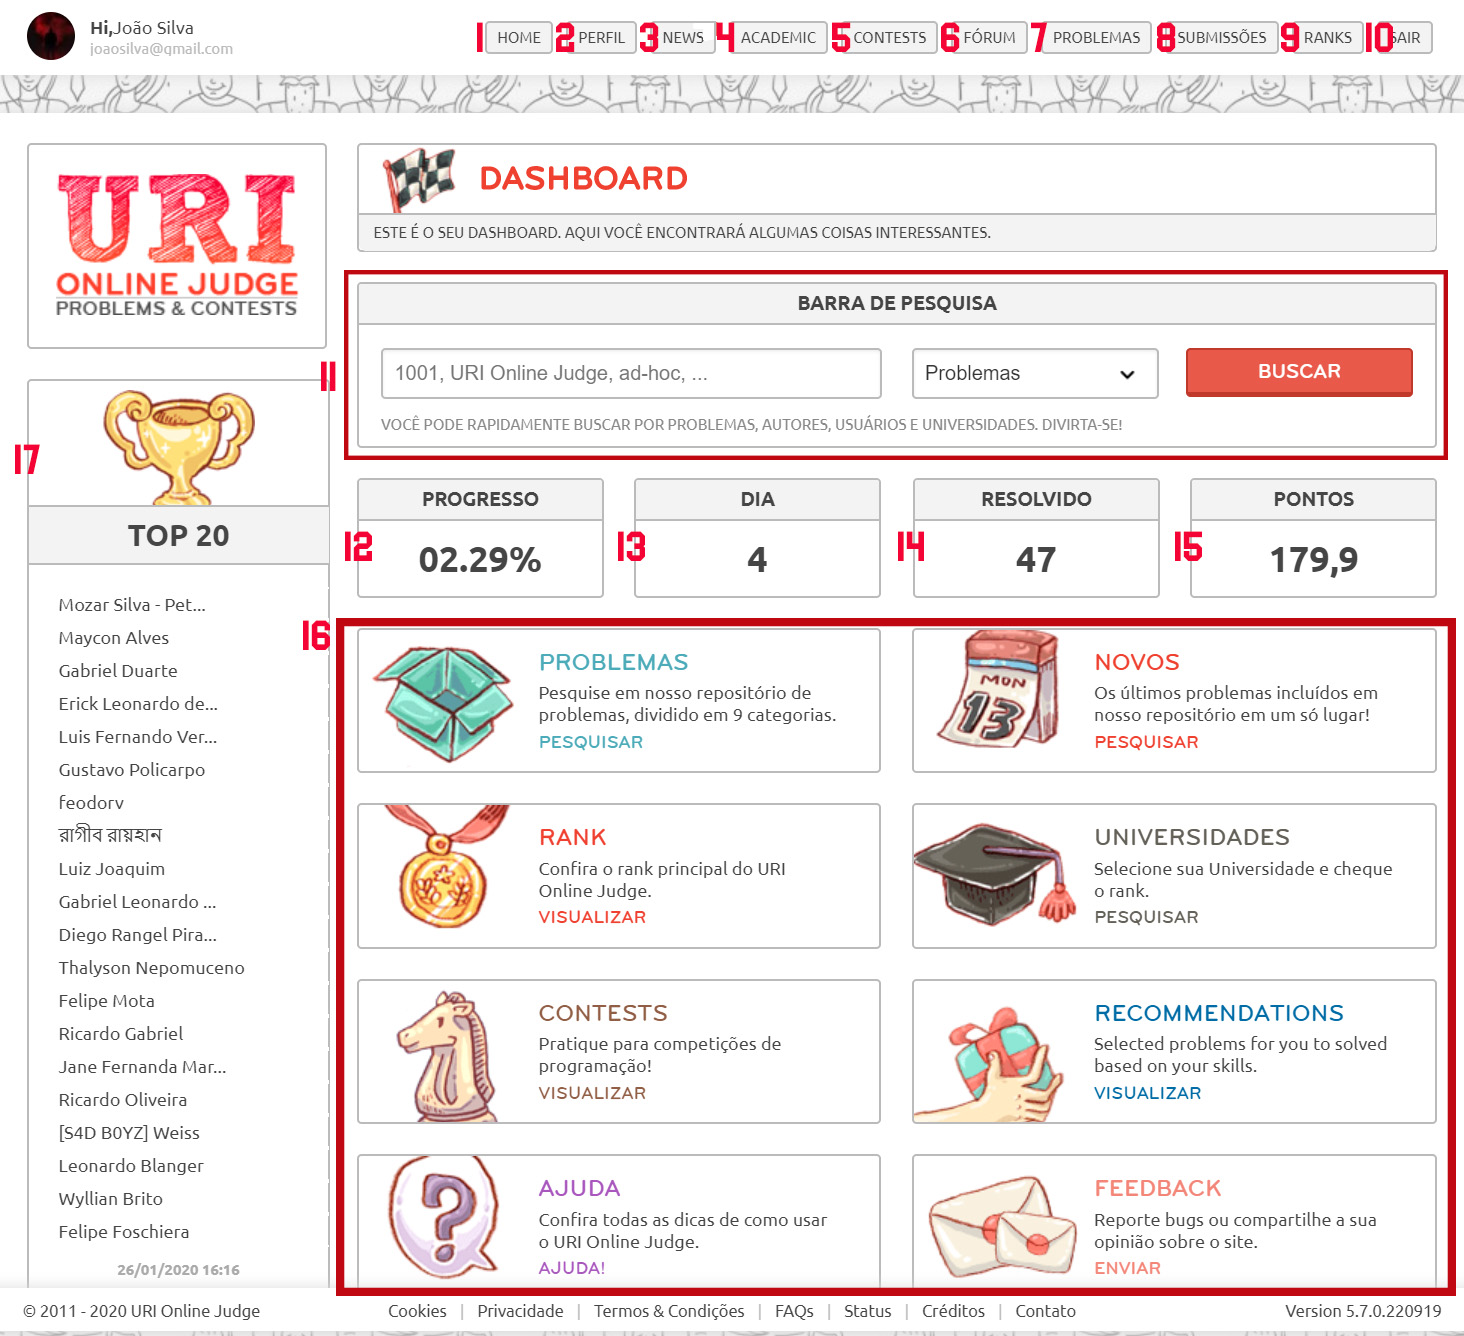 Hi,João Silva
joaosilva@gmail.com
1 HOME 2 PERFIL 3 NEWS 4 ACADEMIC 5 CONTESTS 6 FÓRUM 7 PROBLEMAS 8 SUBMISSÕES 9 RANKS 10 SAIR
URI
ONLINE JUDGE
PROBLEMS & CONTESTS
DASHBOARD
ESTE É O SEU DASHBOARD. AQUI VOCÊ ENCONTRARÁ ALGUMAS COISAS INTERESSANTES.
11
BARRA DE PESQUISA
1001, URI Online Judge, ad-hoc, ...
Problemas
BUSCAR
VOCÊ PODE RAPIDAMENTE BUSCAR POR PROBLEMAS, AUTORES, USUÁRIOS E UNIVERSIDADES. DIVIRTA-SE!
12
PROGRESSO
02.29%
13
DIA
4
14
RESOLVIDO
47
15
PONTOS
179,9
16
PROBLEMAS
Pesquise em nosso repositório de
problemas, dividido em 9 categorias.
PESQUISAR
MON
13
NOVOS
Os últimos problemas incluídos em
nosso repositório em um só lugar!
PESQUISAR
RANK
Confira o rank principal do URI
Online Judge.
VISUALIZAR
UNIVERSIDADES
Selecione sua Universidade e cheque
o rank.
PESQUISAR
CONTESTS
Pratique para competições de
programação!
VISUALIZAR
RECOMMENDATIONS
Selected problems for you to solved
based on your skills.
VISUALIZAR
?
AJUDA
Confira todas as dicas de como usar
o URI Online Judge.
AJUDA!
FEEDBACK
Reporte bugs ou compartilhe a sua
opinião sobre o site.
ENVIAR
17
TOP 20
Mozar Silva - Pet...
Maycon Alves
Gabriel Duarte
Erick Leonardo de...
Luis Fernando Ver...
Gustavo Policarpo
feodorv
রাগীব রায়হান
Luiz Joaquim
Gabriel Leonardo ...
Diego Rangel Pira...
Thalyson Nepomuceno
Felipe Mota
Ricardo Gabriel
Jane Fernanda Mar...
Ricardo Oliveira
[S4D B0YZ] Weiss
Leonardo Blanger
Wyllian Brito
Felipe Foschiera
26/01/2020 16:16
© 2011 - 2020 URI Online Judge
Cookies | Privacidade | Termos & Condições | FAQs | Status | Créditos | Contato
Version 5.7.0.220919